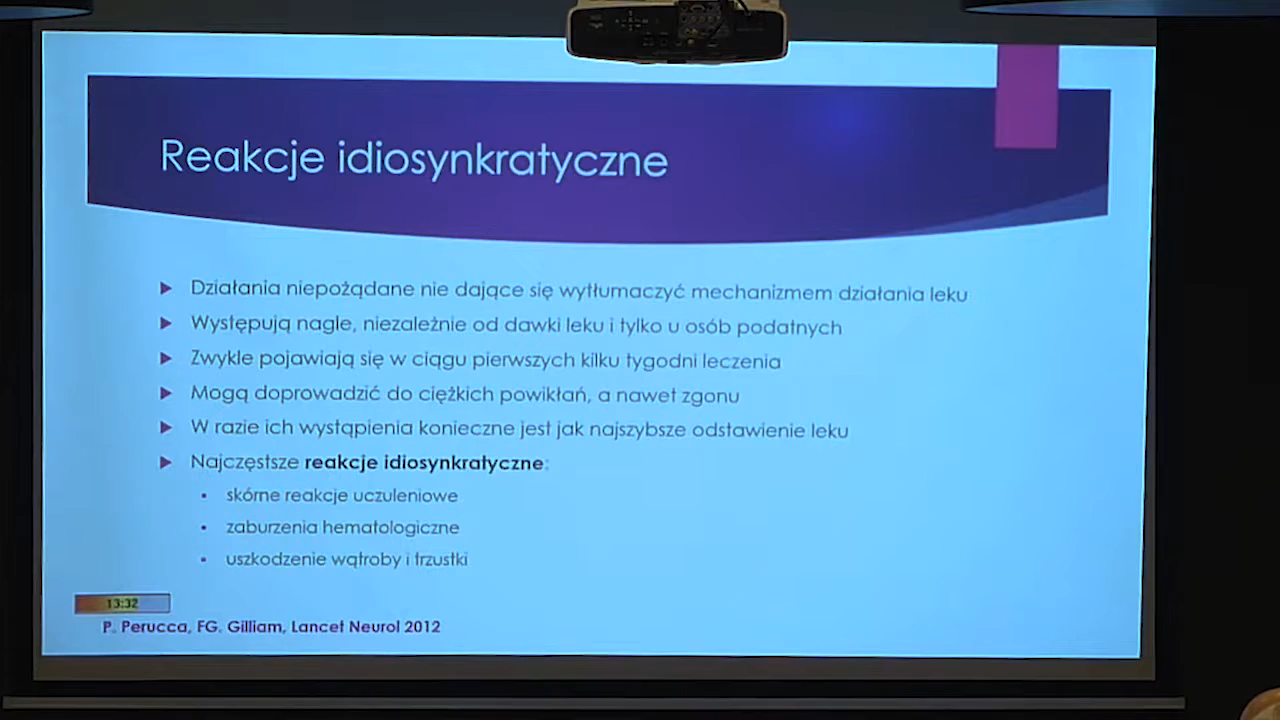 Reakcje idiosynkratyczne
Działania niepożądane nie dające się wytłumaczyć mechanizmem działania leku
Występują nagle, niezależnie od dawki leku i tylko u osób podatnych
Zwykle pojawiają się w ciągu pierwszych kilku tygodni leczenia
Mogą doprowadzić do ciężkich powikłań, a nawet zgonu
W razie ich wystąpienia konieczne jest jak najszybsze odstawienie leku
Najczęstsze reakcje idiosynkratyczne:
skórne reakcje uczuleniowe
zaburzenia hematologiczne
uszkodzenie wątroby i trzustki
13:32
P. Perucca, FG. Gilliam, Lancet Neurol 2012